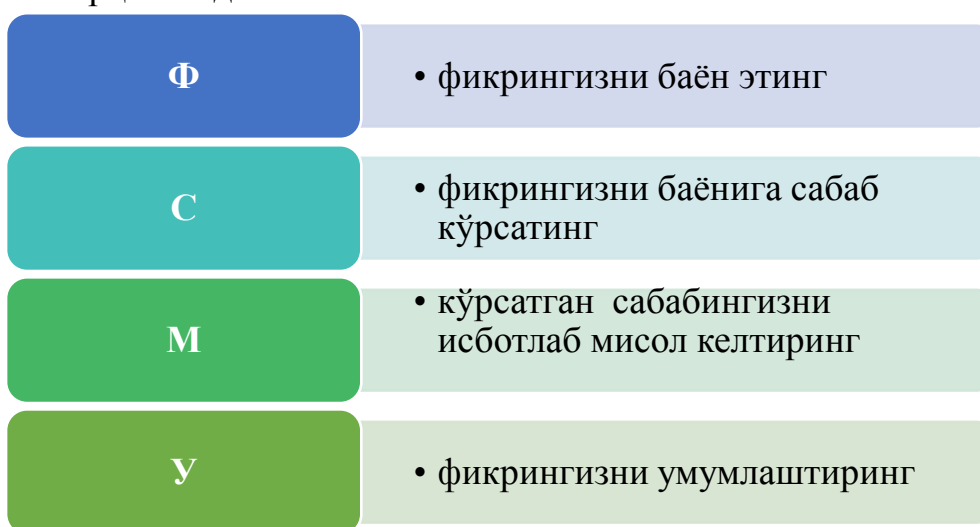 Ф
• фикрингизни баён этинг
С
• фикрингизни баёнига сабаб
кўрсатинг
М
• кўрсатган сабабингизни
исботлаб мисол келтиринг
У
• фикрингизни умумлаштиринг